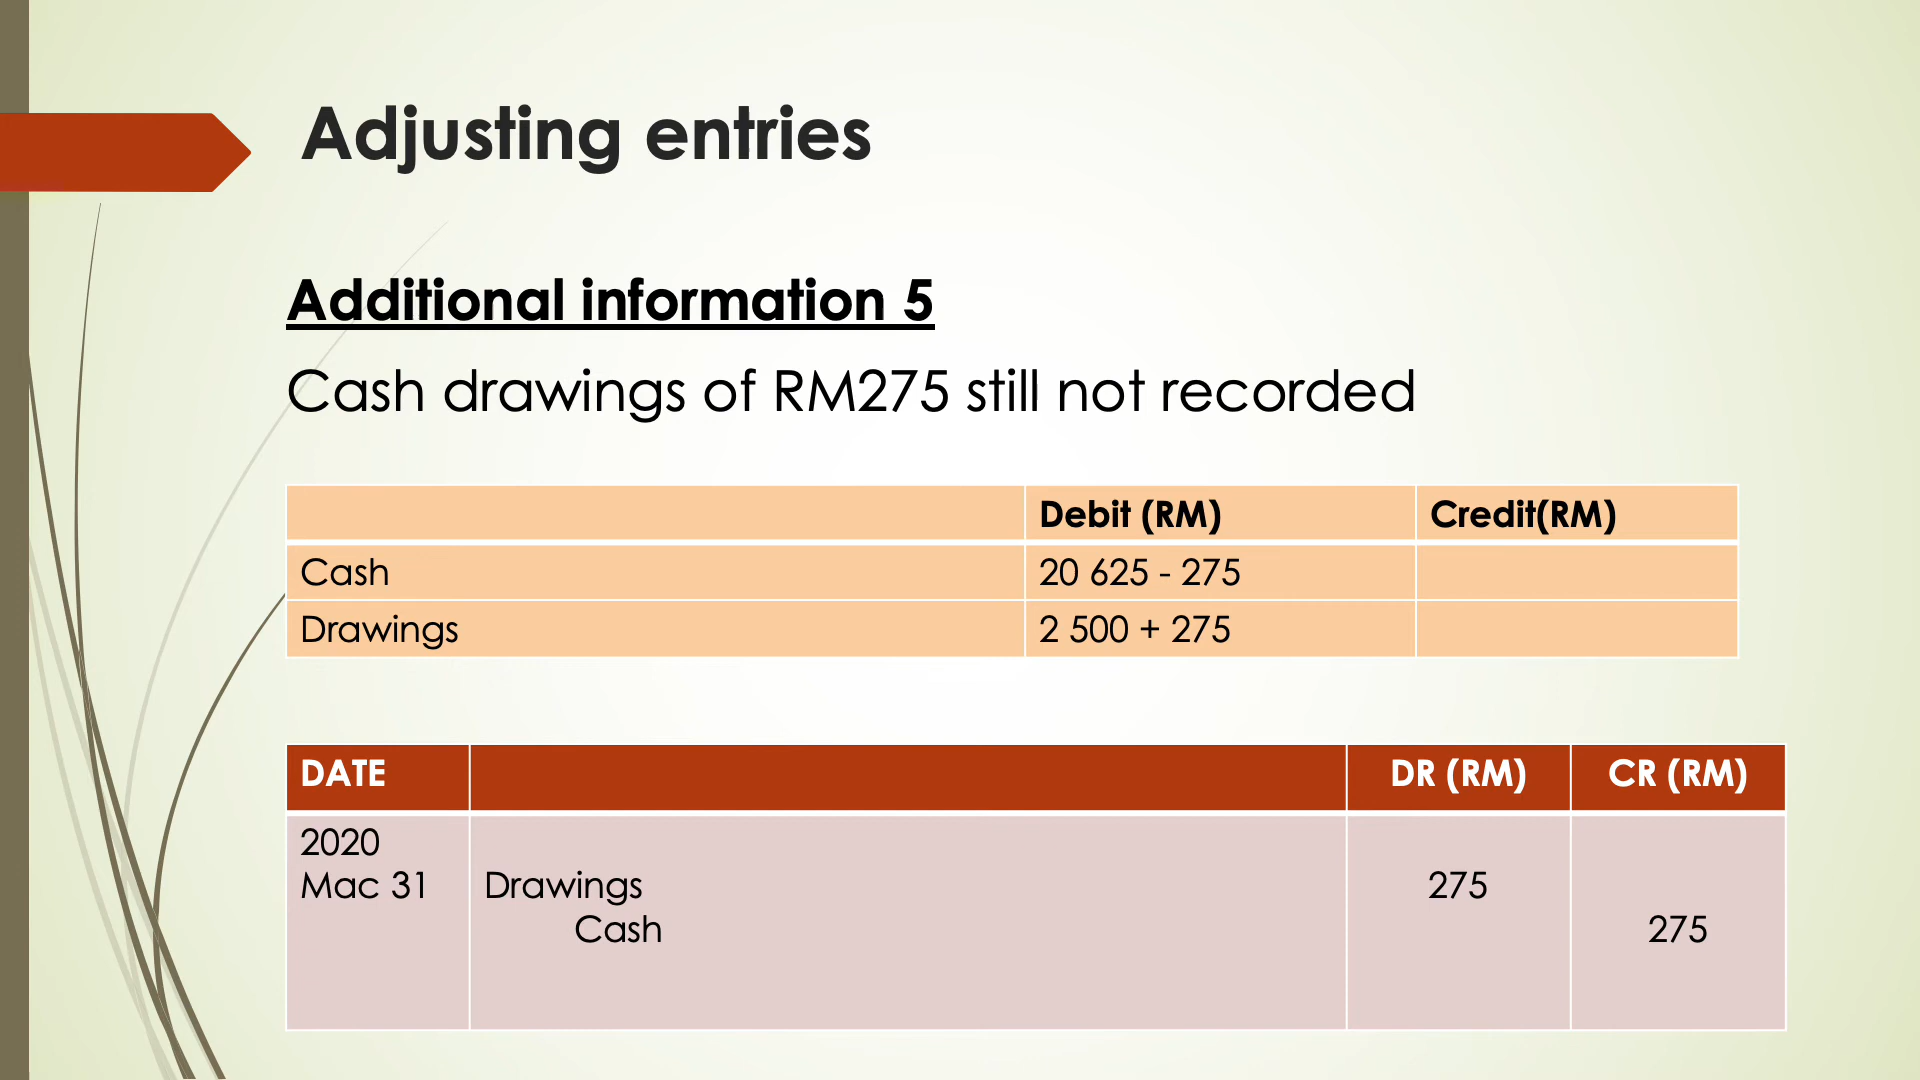 Adjusting entries
Additional information 5
Cash drawings of RM275 still not recorded
Debit (RM) Credit(RM)
Cash 20 625 - 275
Drawings 2 500 + 275
DATE DR (RM) CR (RM)
2020
Mac 31 Drawings 275
Cash 275